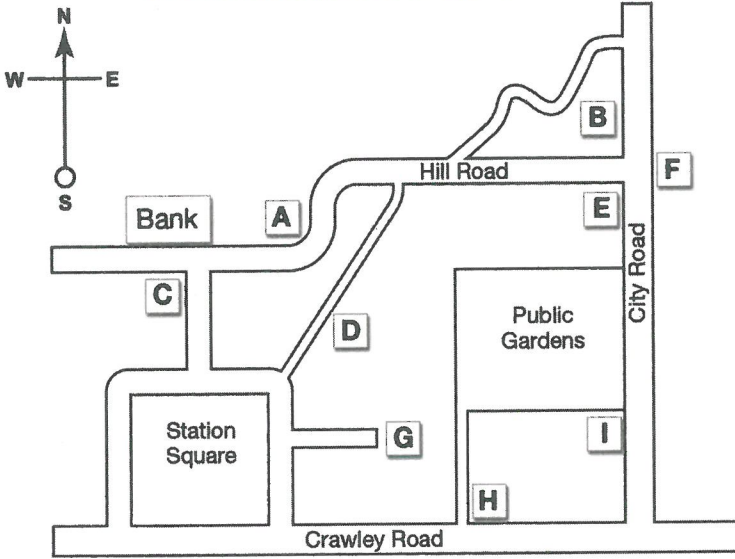 N
W E
S
B
Hill Road
F
A
Bank
E
C
City Road
Public
Gardens
D
Station
Square
G
I
H
Crawley Road